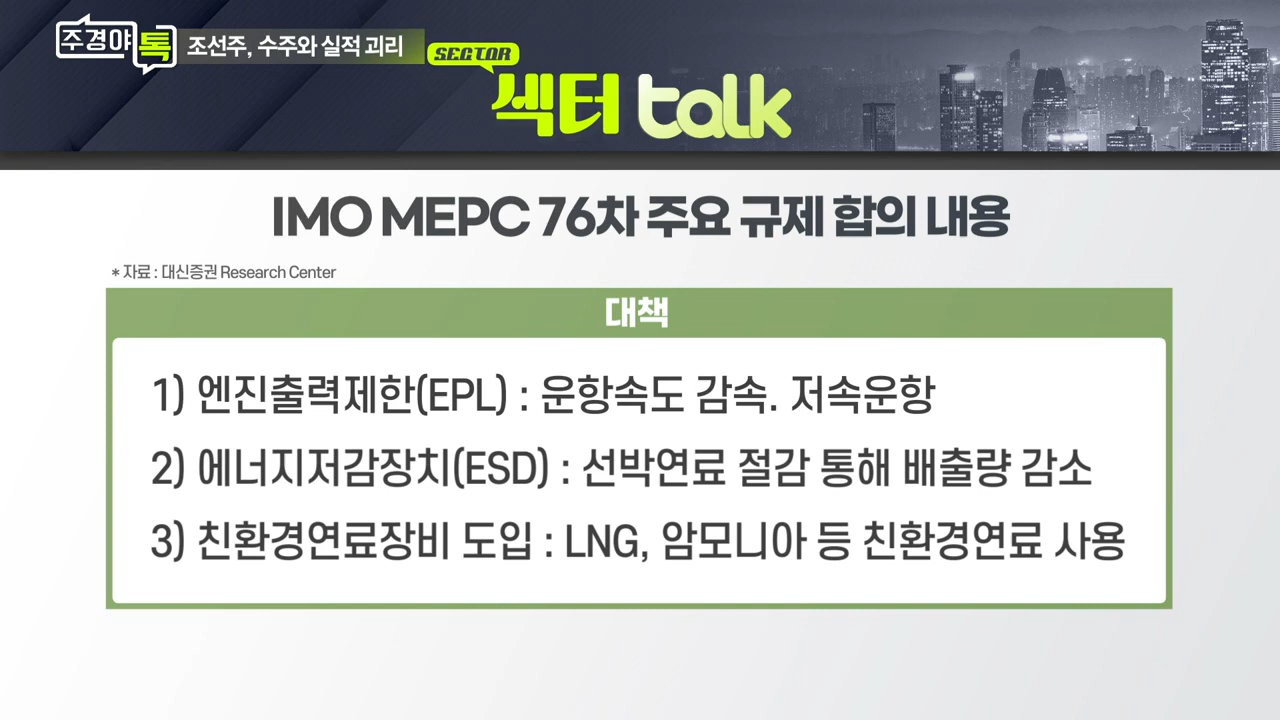 주경야톡
조선주, 수주와 실적 괴리
SECTOR
섹터 talk
IMO MEPC 76차 주요 규제 합의 내용
* 자료 : 대신증권 Research Center
대책
1) 엔진출력제한(EPL) : 운항속도 감속. 저속운항
2) 에너지저감장치(ESD) : 선박연료 절감 통해 배출량 감소
3) 친환경연료장비 도입 : LNG, 암모니아 등 친환경연료 사용